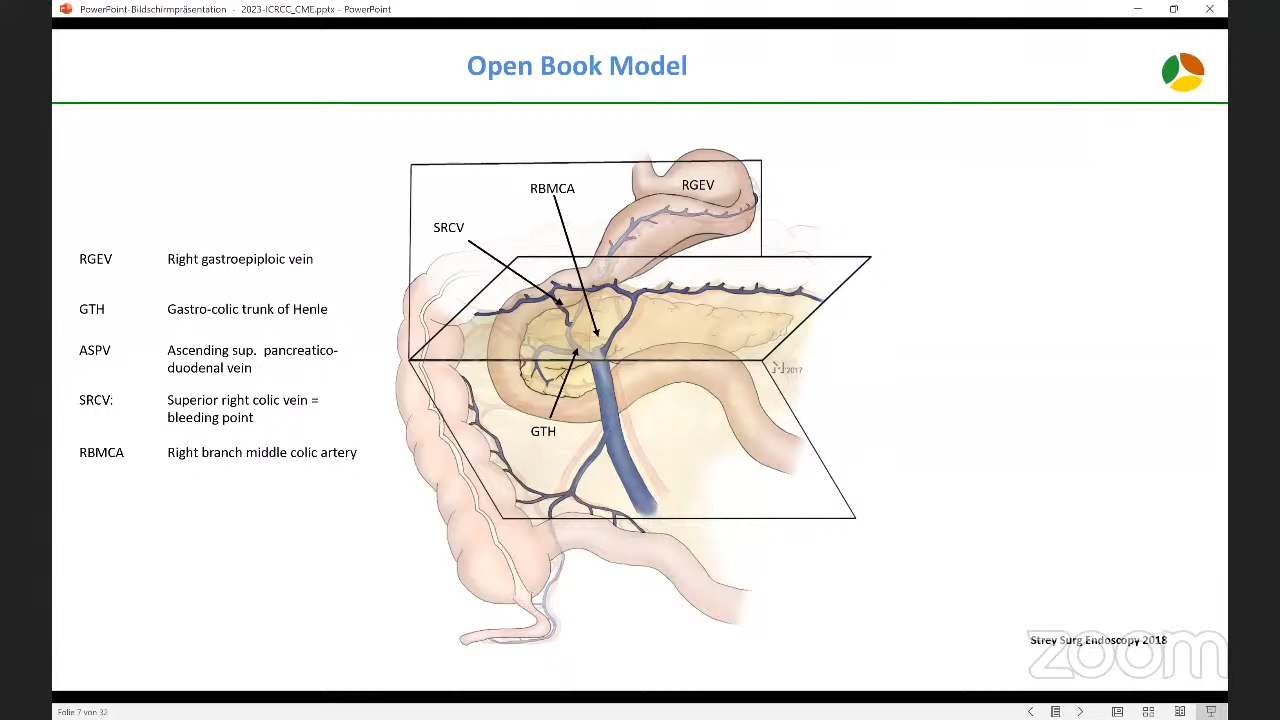 PowerPoint-Bildschirmpräsentation - 2023-ICRCC_CME.pptx - PowerPoint
Open Book Model
RBMCA
RGEV
SRCV
RGEV Right gastroepiploic vein
GTH Gastro-colic trunk of Henle
ASPV Ascending sup. pancreatico-
duodenal vein
2017
SRCV: Superior right colic vein =
bleeding point
GTH
RBMCA Right branch middle colic artery
Strey Surg Endoscopy 2018
zoom
Folie 7 von 32